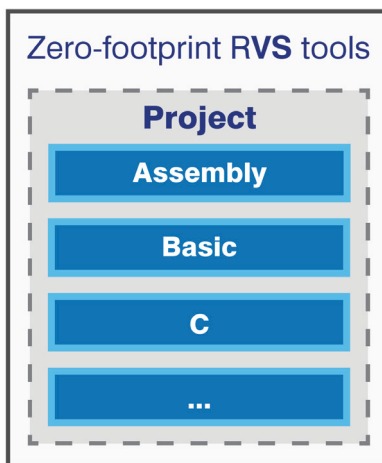 Zero-footprint RVS tools
Project
Assembly
Basic
C
...